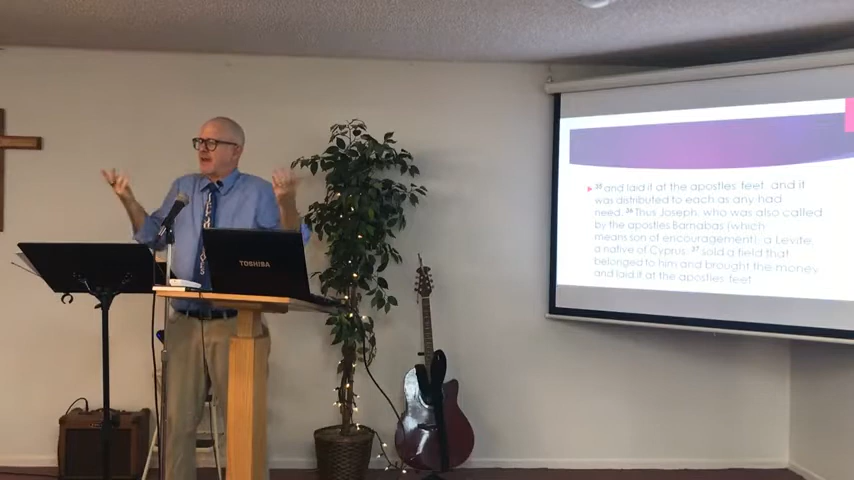 TOSHIBA
35 and laid it at the apostles' feet, and it
was distributed to each as any had
need. 36 Thus Joseph, who was also called
by the apostles Barnabas (which
means son of encouragement), a Levite,
a native of Cyprus, 37 sold a field that
belonged to him and brought the money
and laid it at the apostles' feet